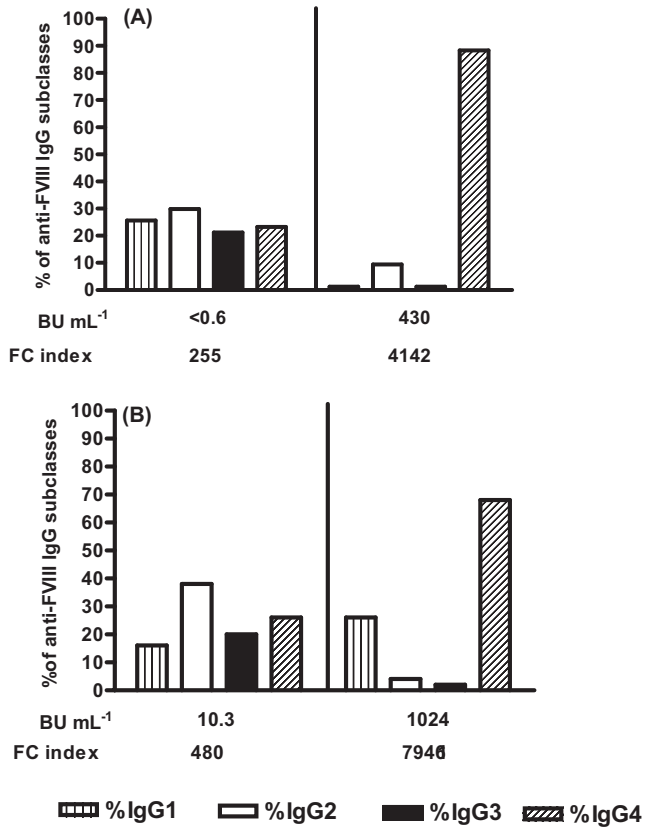 (A)
% of anti-FVIII IgG subclasses
100
90
80
70
60
50
40
30
20
10
0
BU mL-1 <0.6 430
FC index 255 4142
(B)
%of anti-FVIII IgG subclasses
100
90
80
70
60
50
40
30
20
10
0
BU mL-1 10.3 1024
FC index 480
%IgG1 %IgG2 %IgG3 %IgG4